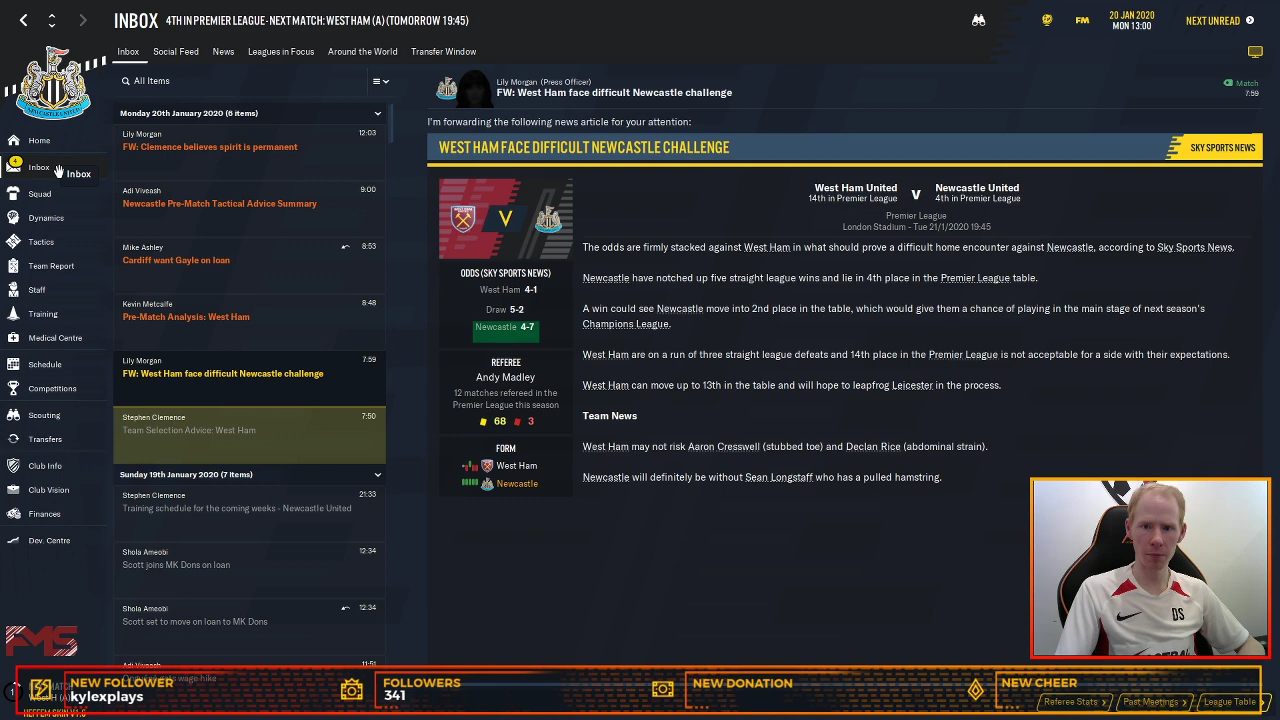 INBOX
4TH IN PREMIER LEAGUE - NEXT MATCH: WEST HAM (A) (TOMORROW 19:45)
FM
20 JAN 2020
MON 13:00
NEXT UNREAD
Inbox
Social Feed
News
Leagues in Focus
Around the World
Transfer Window
NEWCASTLE UNITED
Home
4
Inbox
Inbox
Squad
Dynamics
Tactics
Team Report
Staff
Training
Medical Centre
Schedule
Competitions
Scouting
Transfers
Club Info
Club Vision
Finances
Dev. Centre
All Items
Monday 20th January 2020 (6 items)
Lily Morgan 12:03
FW: Clemence believes spirit is permanent
Adi Viveash 9:00
Newcastle Pre-Match Tactical Advice Summary
Mike Ashley 8:53
Cardiff want Gayle on loan
Kevin Metcalfe 8:48
Pre-Match Analysis: West Ham
Lily Morgan 7:59
FW: West Ham face difficult Newcastle challenge
Stephen Clemence 7:50
Team Selection Advice: West Ham
Sunday 19th January 2020 (7 items)
Stephen Clemence 21:33
Training schedule for the coming weeks - Newcastle United
Shola Ameobi 12:34
Scott joins MK Dons on loan
Shola Ameobi 12:34
Scott set to move on loan to MK Dons
Adi Viveash 11:51
wage hike
Lily Morgan (Press Officer)
FW: West Ham face difficult Newcastle challenge
Match
7:59
I'm forwarding the following news article for your attention:
WEST HAM FACE DIFFICULT NEWCASTLE CHALLENGE
SKY SPORTS NEWS
V
West Ham United V Newcastle United
14th in Premier League 4th in Premier League
Premier League
London Stadium - Tue 21/1/2020 19:45
ODDS (SKY SPORTS NEWS)
West Ham 4-1
Draw 5-2
Newcastle 4-7
REFEREE
Andy Madley
12 matches refereed in the
Premier League this season
68 3
FORM
West Ham
Newcastle
The odds are firmly stacked against West Ham in what should prove a difficult home encounter against Newcastle, according to Sky Sports News.
Newcastle have notched up five straight league wins and lie in 4th place in the Premier League table.
A win could see Newcastle move into 2nd place in the table, which would give them a chance of playing in the main stage of next season's
Champions League.
West Ham are on a run of three straight league defeats and 14th place in the Premier League is not acceptable for a side with their expectations.
West Ham can move up to 13th in the table and will hope to leapfrog Leicester in the process.
Team News
West Ham may not risk Aaron Cresswell (stubbed toe) and Declan Rice (abdominal strain).
Newcastle will definitely be without Sean Longstaff who has a pulled hamstring.
DS
FMS
NEW FOLLOWER
kylexplays
FOLLOWERS
341
NEW DONATION
NEW CHEER
Referee Stats
Past Meetings
League Table